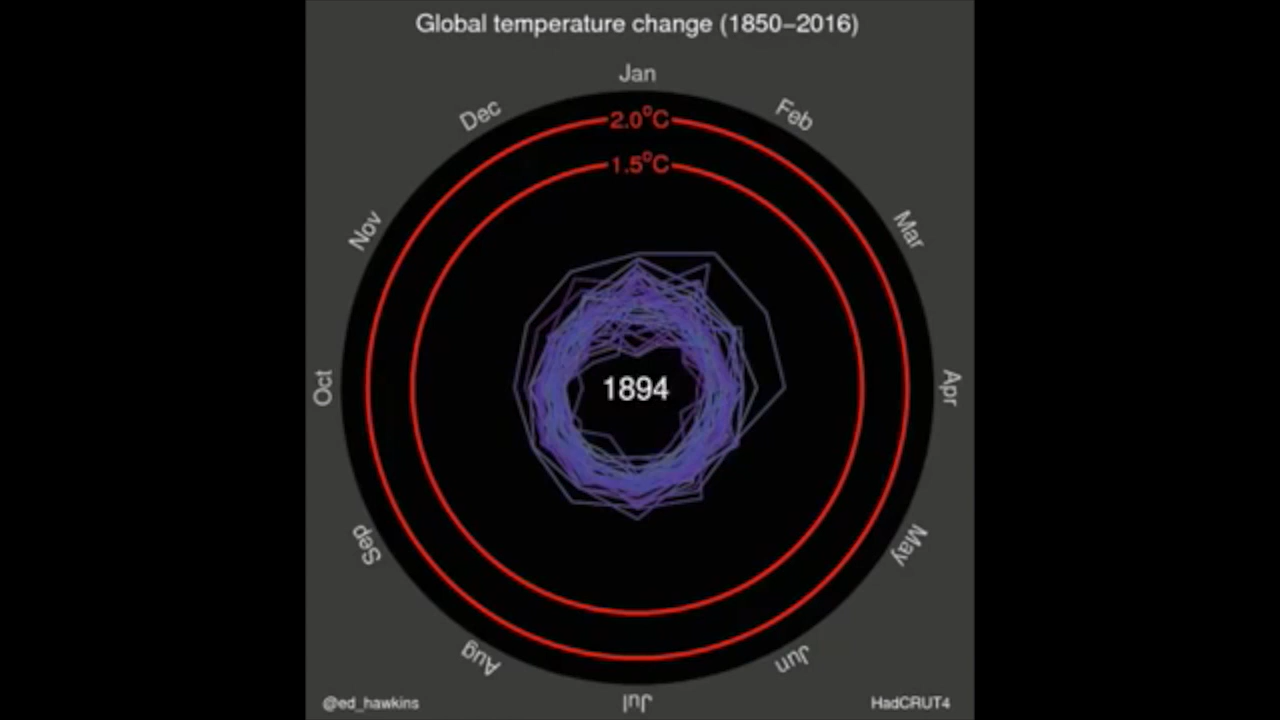 Global temperature change (1850–2016)
Jan
Dec
Feb
2.0°C
1.5°C
Nov
Mar
Oct
1894
Apr
Sep
May
Aug
Jun
Jul
@ed_hawkins
HadCRUT4